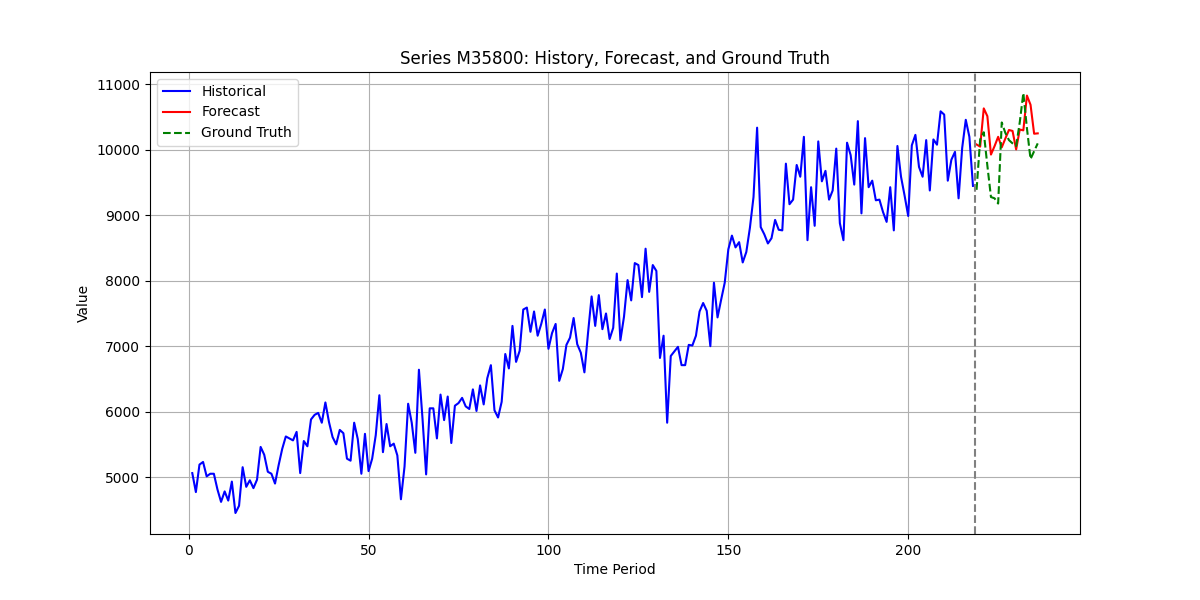 Series M35800: History, Forecast, and Ground Truth
Historical
Forecast
Ground Truth
11000
10000
9000
8000
7000
6000
5000
Value
0 50 100 150 200
Time Period